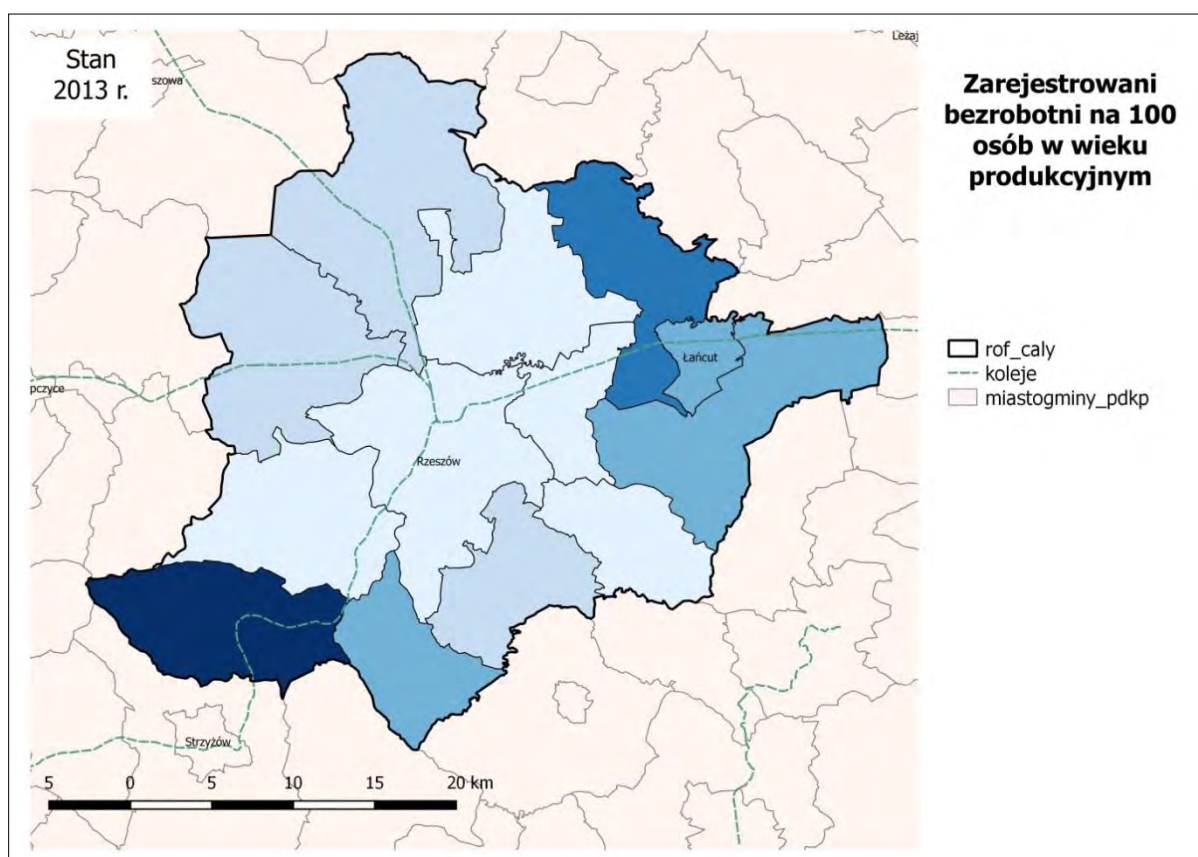 Stan
2013 r.
szowa
Leżaj
Zarejestrowani
bezrobotni na 100
osób w wieku
produkcyjnym
Łańcut
pczyce
rof_caly
koleje
miastogminy_pdkp
Rzeszów
Strzyżów
5 0 5 10 15 20 km